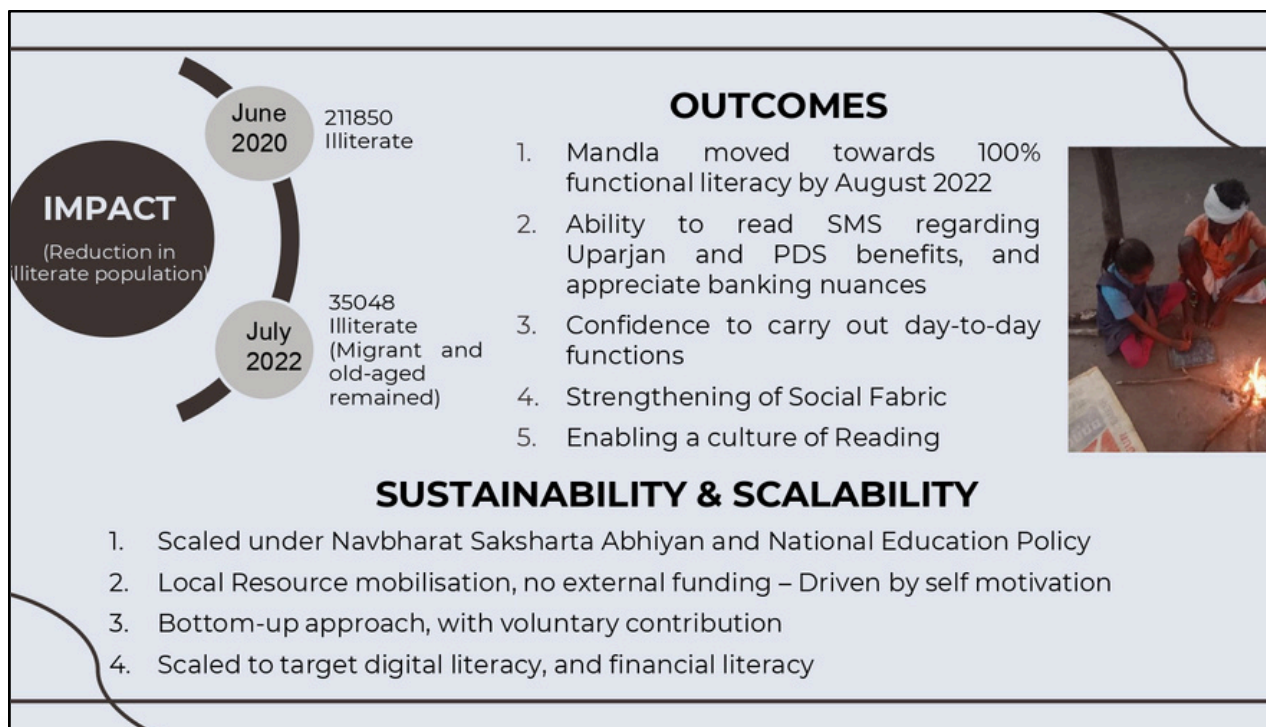 IMPACT
(Reduction in
illiterate population)
June
2020
211850
Illiterate
July
2022
35048
Illiterate
(Migrant and
old-aged
remained)
OUTCOMES
1. Mandla moved towards 100%
functional literacy by August 2022
2. Ability to read SMS regarding
Uparjan and PDS benefits, and
appreciate banking nuances
3. Confidence to carry out day-to-day
functions
4. Strengthening of Social Fabric
5. Enabling a culture of Reading
SUSTAINABILITY & SCALABILITY
1. Scaled under Navbharat Saksharta Abhiyan and National Education Policy
2. Local Resource mobilisation, no external funding – Driven by self motivation
3. Bottom-up approach, with voluntary contribution
4. Scaled to target digital literacy, and financial literacy